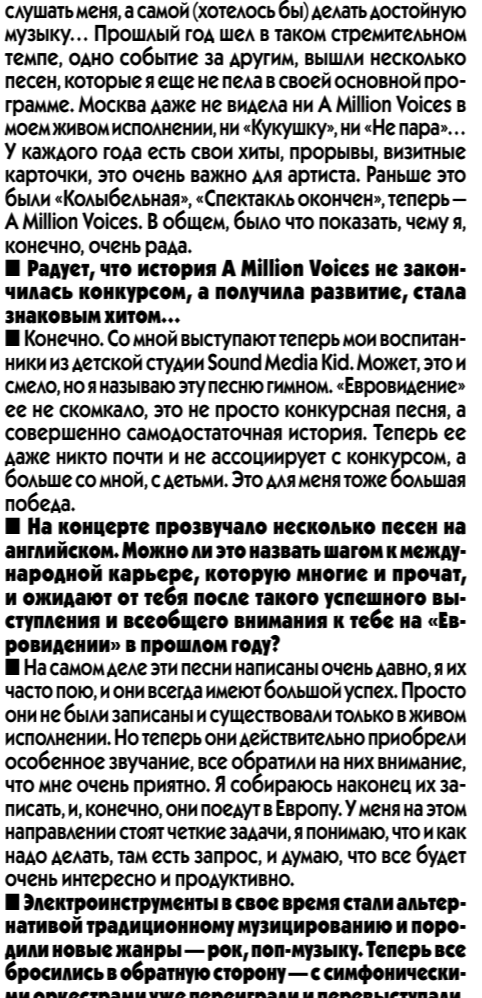 слушать меня, а самой (хотелось бы) делать достойную
музыку... Прошлый год шел в таком стремительном
темпе, одно событие за другим, вышли несколько
песен, которые я еще не пела в своей основной про-
грамме. Москва даже не видела ни A Million Voices в
моем живом исполнении, ни «Кукушку», ни «Не пара»...
У каждого года есть свои хиты, прорывы, визитные
карточки, это очень важно для артиста. Раньше это
были «Колыбельная», «Спектакль окончен», теперь —
A Million Voices. В общем, было что показать, чему я,
конечно, очень рада.
■ Радует, что история A Million Voices не закон-
чилась конкурсом, а получила развитие, стала
знаковым хитом...
■ Конечно. Со мной выступают теперь мои воспитан-
ники из детской студии Sound Media Kid. Может, это и
смело, но я называю эту песню гимном. «Евровидение»
ее не скомкало, это не просто конкурсная песня, а
совершенно самодостаточная история. Теперь ее
даже никто почти и не ассоциирует с конкурсом, а
больше со мной, с детьми. Это для меня тоже большая
победа.
■ На концерте прозвучало несколько песен на
английском. Можно ли это назвать шагом к между-
народной карьере, которую многие и прочат,
и ожидают от тебя после такого успешного вы-
ступления и всеобщего внимания к тебе на «Ев-
ровидении» в прошлом году?
■ На самом деле эти песни написаны очень давно, я их
часто пою, и они всегда имеют большой успех. Просто
они не были записаны и существовали только в живом
исполнении. Но теперь они действительно приобрели
особенное звучание, все обратили на них внимание,
что мне очень приятно. Я собираюсь наконец их за-
писать, и, конечно, они поедут в Европу. У меня на этом
направлении стоят четкие задачи, я понимаю, что и как
надо делать, там есть запрос, и думаю, что все будет
очень интересно и продуктивно.
■ Электроинструменты в свое время стали альтер-
нативой традиционному музицированию и поро-
дили новые жанры — рок, поп-музыку. Теперь все
бросились в обратную сторону — с симфонически-
ми оркестрами уже переиграли и перевыступали